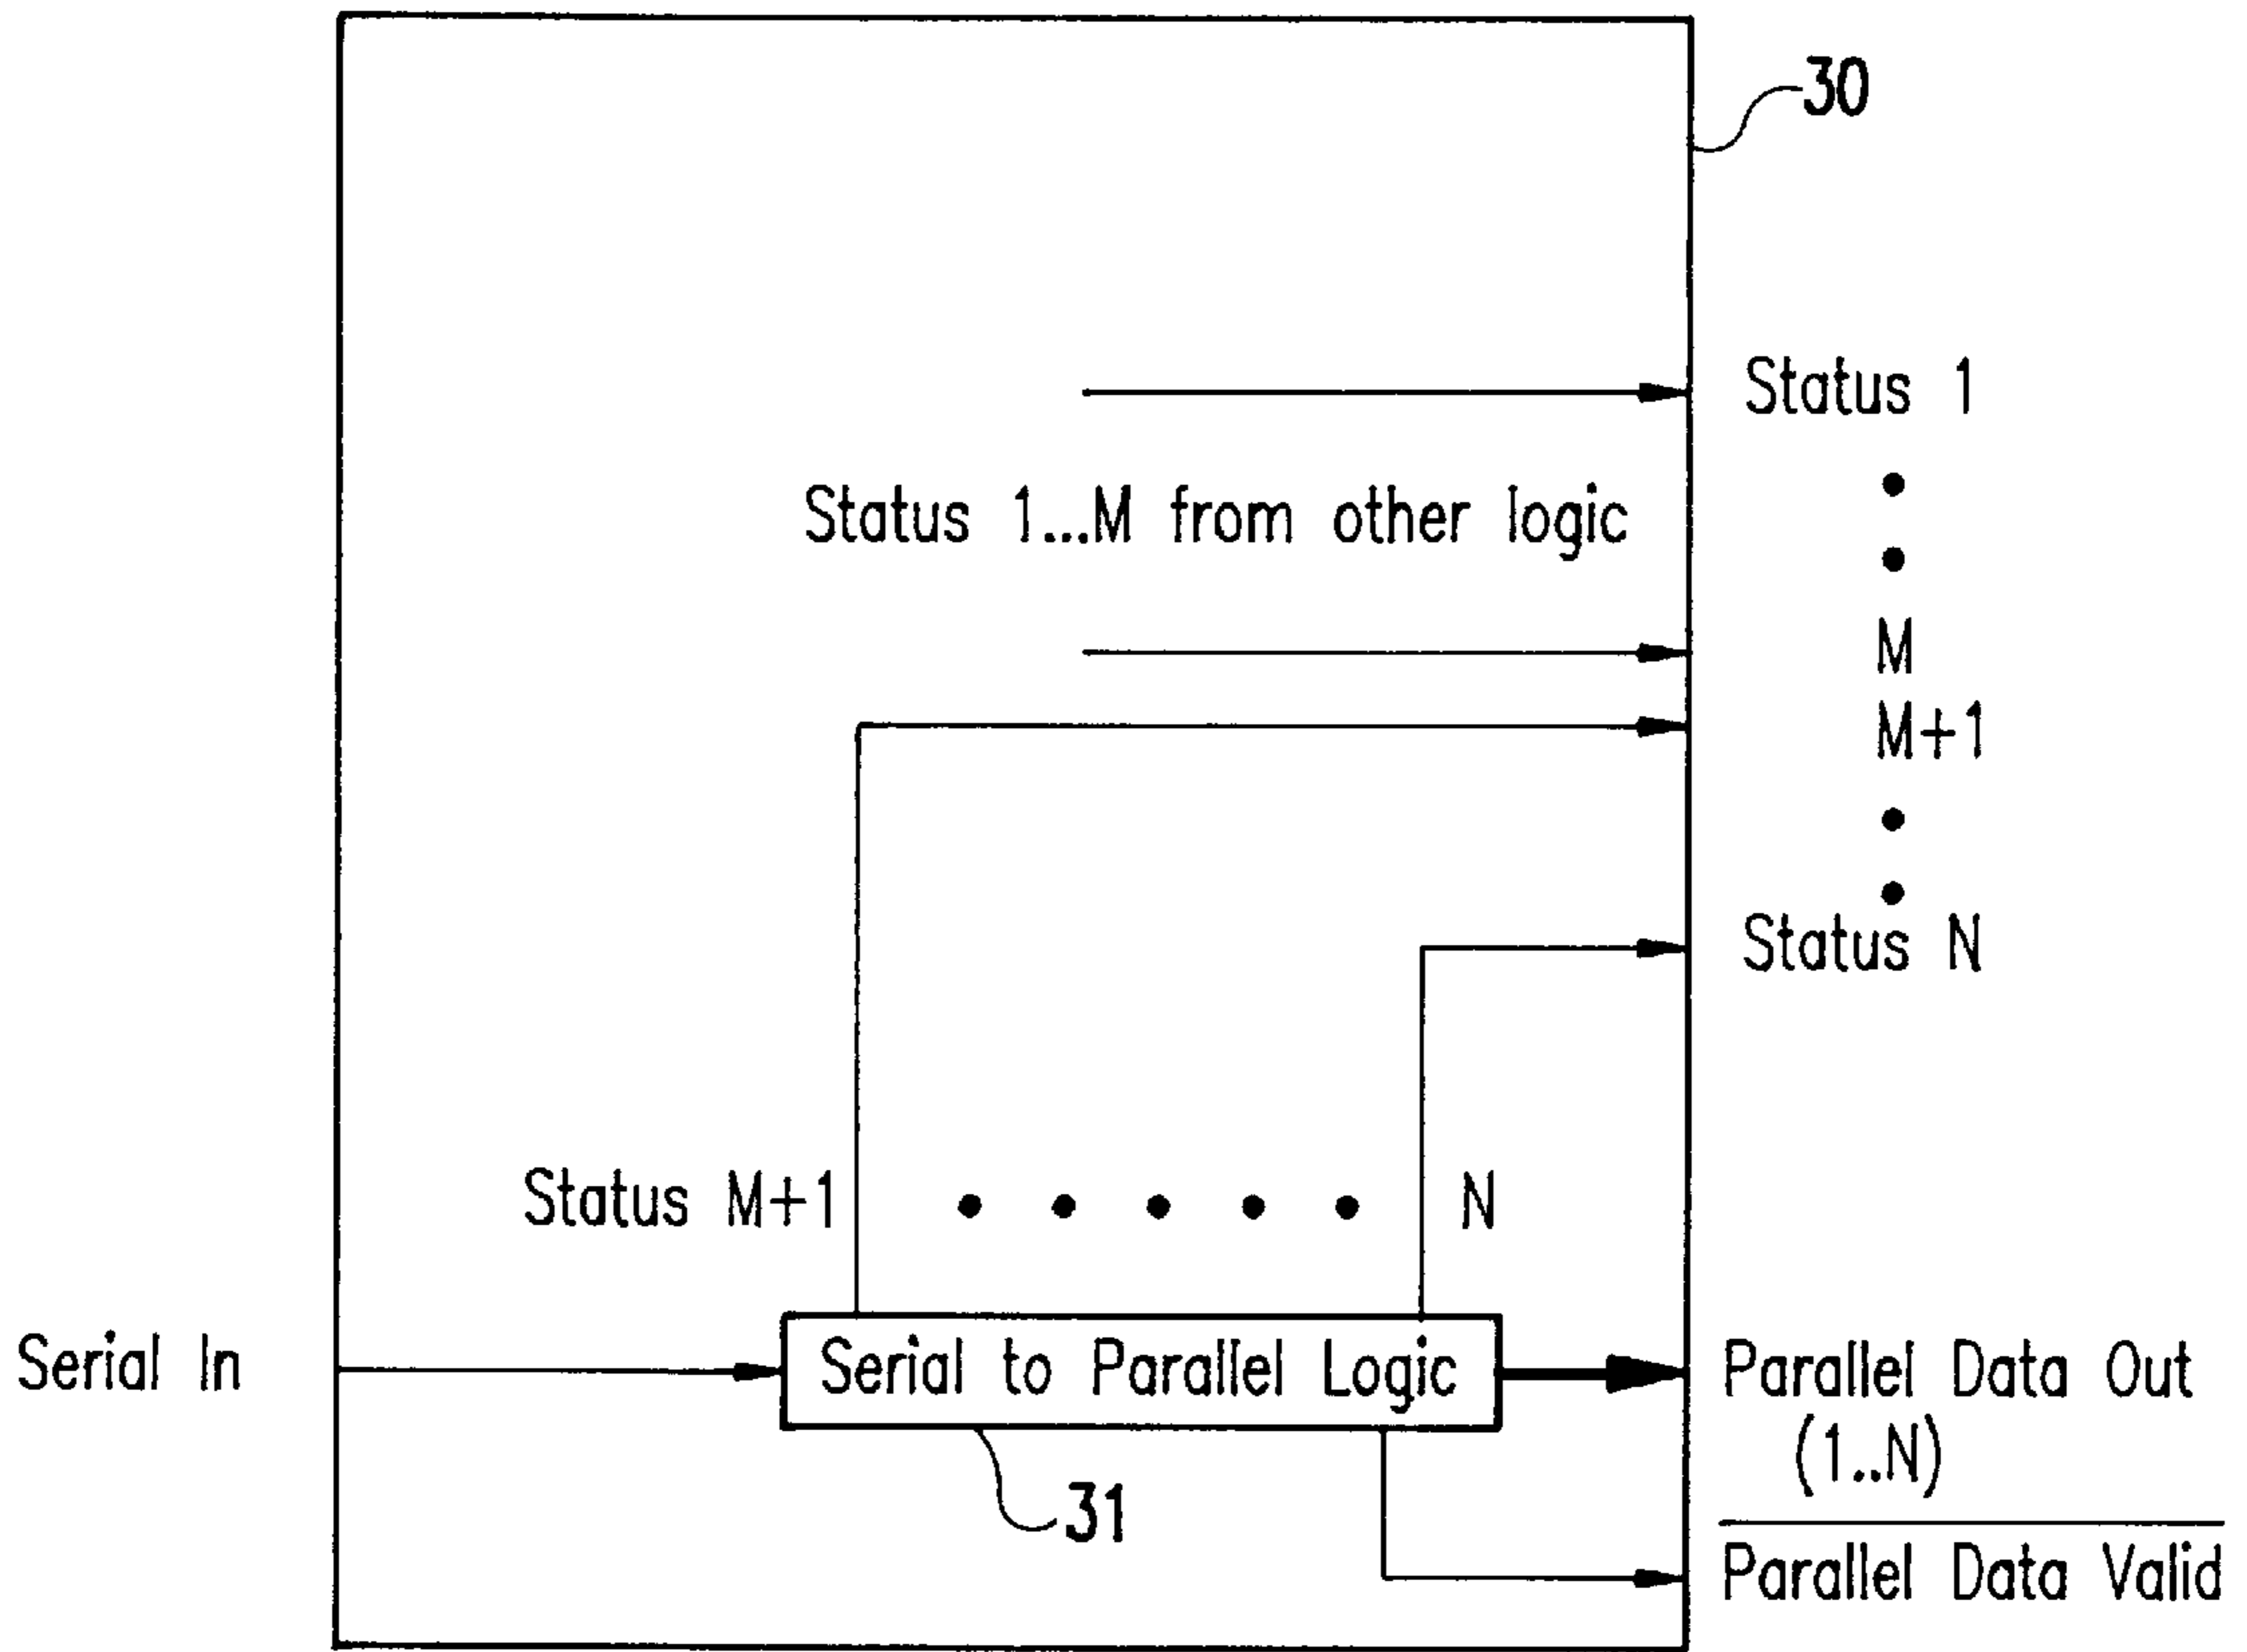 30
Status 1
Status 1...M from other logic
M
M+1
Status N
Status M+1
N
Serial In
Serial to Parallel Logic
Parallel Data Out
(1..N)
31
Parallel Data Valid